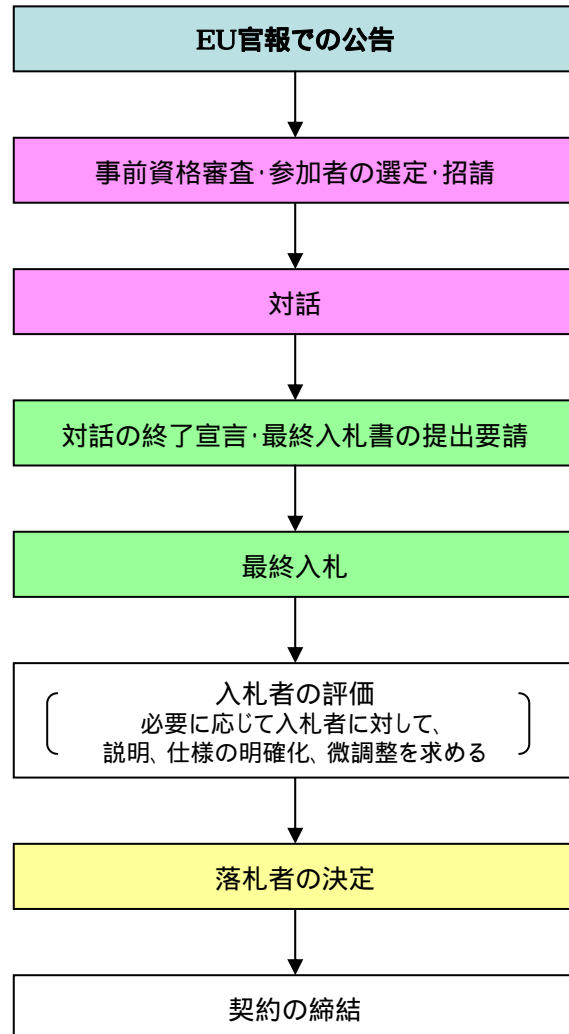 EU官報での公告
事前資格審査・参加者の選定・招請
対話
対話の終了宣言・最終入札書の提出要請
最終入札
入札者の評価
必要に応じて入札者に対して、
説明、仕様の明確化、微調整を求める
落札者の決定
契約の締結